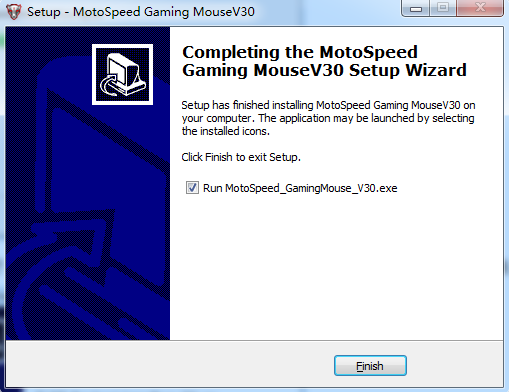 Setup - MotoSpeed Gaming MouseV30
Completing the MotoSpeed
Gaming MouseV30 Setup Wizard
Setup has finished installing MotoSpeed Gaming MouseV30 on
your computer. The application may be launched by selecting
the installed icons.
Click Finish to exit Setup.
Run MotoSpeed_GamingMouse_V30.exe
Finish